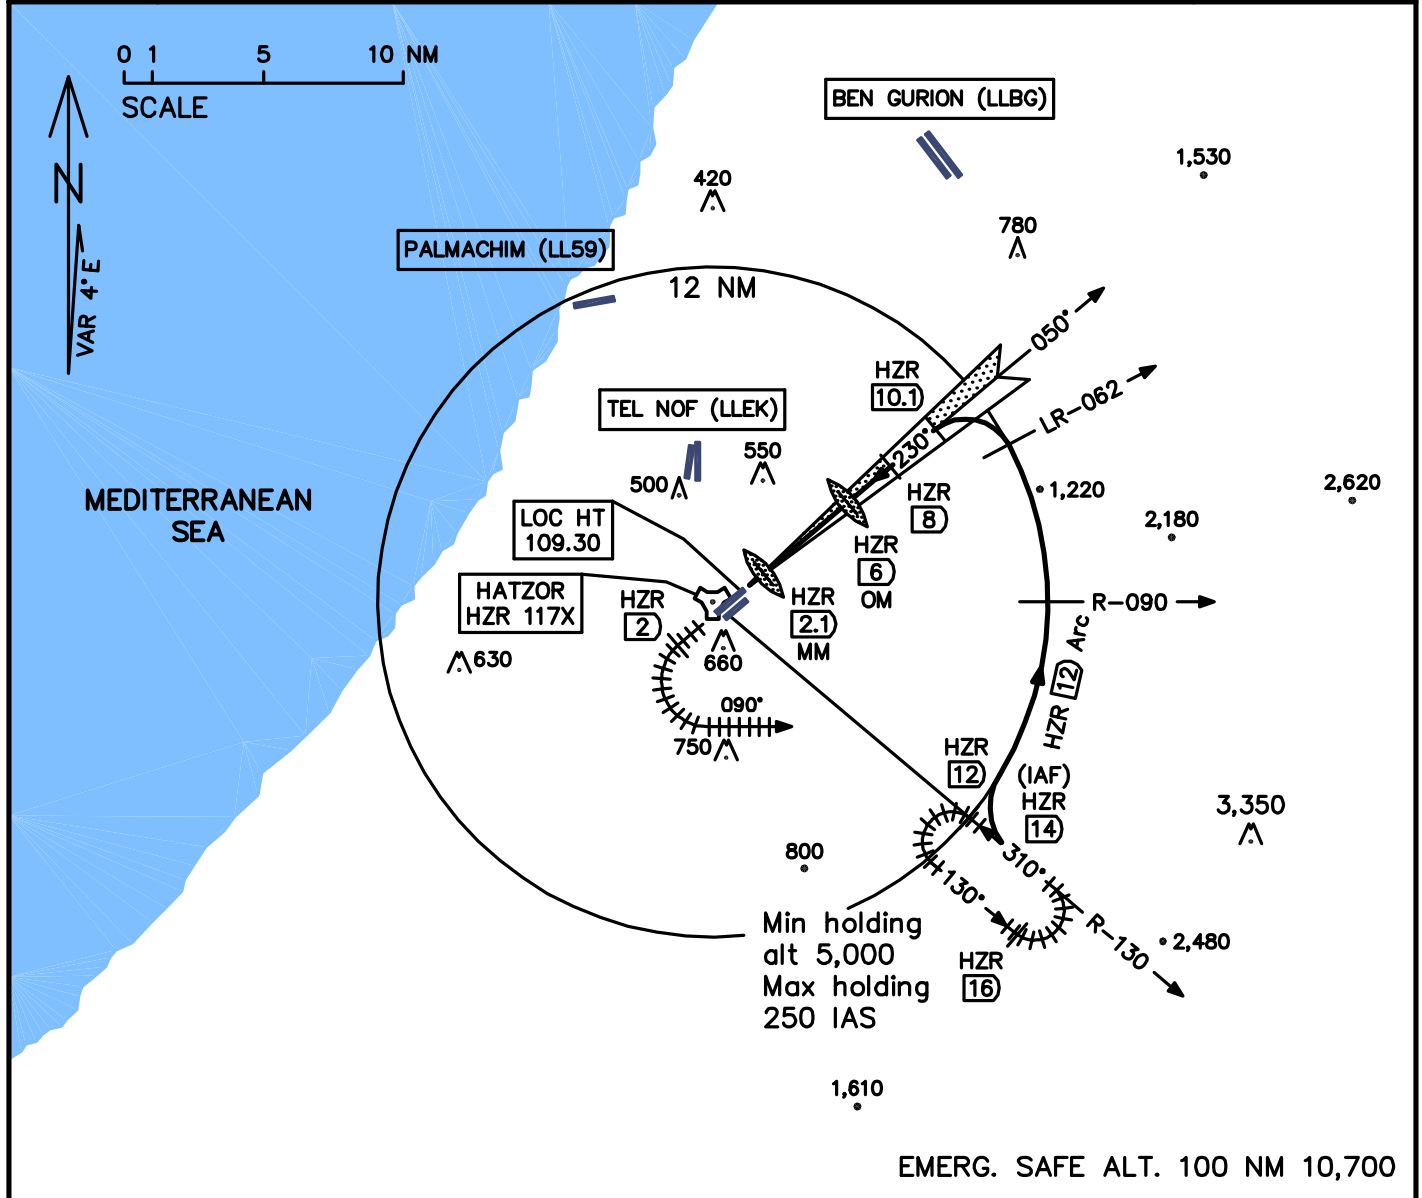 0 1 5 10 NM
SCALE
N
VAR 4°E
BEN GURION (LLBG)
1,530
420
780
PALMACHIM (LL59)
12 NM
050°
HZR
10.1
LR-062
TEL NOF (LLEK)
230°
550
500
1,220
2,620
MEDITERRANEAN
SEA
LOC HT
109.30
HZR
8
2,180
HZR
6
OM
HATZOR
HZR 117X
HZR
2
HZR
2.1
MM
R-090
630
660
HZR 12 Arc
090°
750
HZR
12
(IAF)
HZR
14
3,350
800
310°
130°
R-130
2,480
Min holding
alt 5,000
Max holding
250 IAS
HZR
16
1,610
EMERG. SAFE ALT. 100 NM 10,700